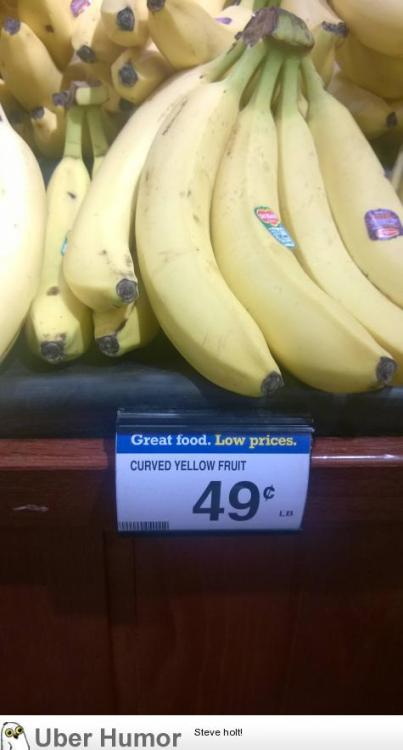 Great food. Low prices.
CURVED YELLOW FRUIT
49¢ LB
Uber Humor
Steve holt!